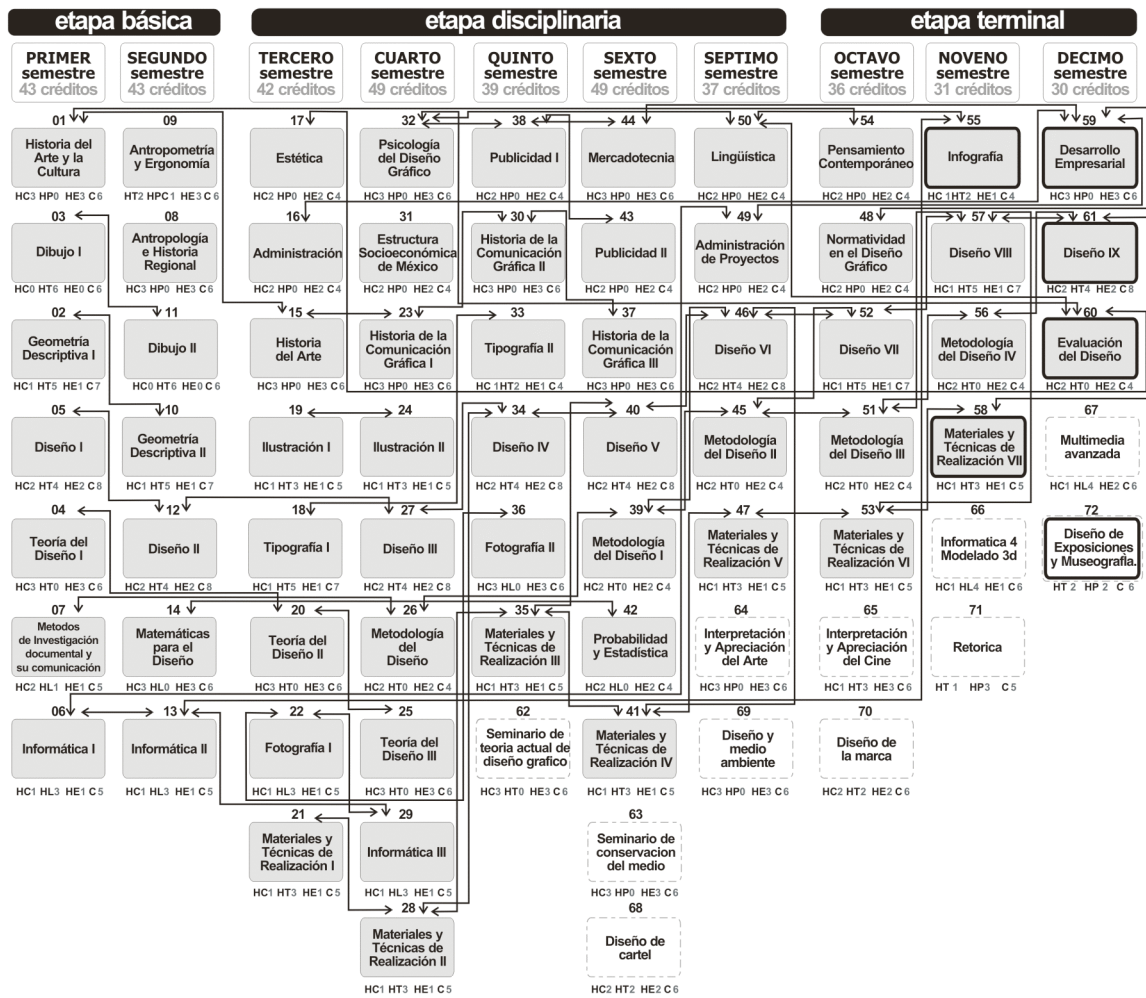 etapa básica
etapa disciplinaria
etapa terminal
PRIMER
semestre
43 créditos
SEGUNDO
semestre
43 créditos
TERCERO
semestre
42 créditos
CUARTO
semestre
49 créditos
QUINTO
semestre
39 créditos
SEXTO
semestre
49 créditos
SEPTIMO
semestre
37 créditos
OCTAVO
semestre
36 créditos
NOVENO
semestre
31 créditos
DECIMO
semestre
30 créditos
01
Historia del
Arte y la
Cultura
HC3 HP0 HE3 C6
09
Antropometría
y Ergonomía
HT2 HPC1 HE3 C6
17
Estética
HC2 HP0 HE2 C4
32
Psicología
del Diseño
Gráfico
HC3 HP0 HE3 C6
38
Publicidad I
HC2 HP0 HE2 C4
44
Mercadotecnia
HC2 HP0 HE2 C4
50
Lingüística
HC2 HP0 HE2 C4
54
Pensamiento
Contemporáneo
HC2 HP0 HE2 C4
55
Infografía
HC1HT2 HE1 C4
59
Desarrollo
Empresarial
HC3 HP0 HE3 C6
03
Dibujo I
HC0 HT6 HE0 C6
08
Antropología
e Historia
Regional
HC3 HP0 HE3 C6
16
Administración
HC2 HP0 HE2 C4
31
Estructura
Socioeconómica
de México
HC2 HP0 HE2 C4
30
Historia de la
Comunicación
Gráfica II
HC3 HP0 HE3 C6
43
Publicidad II
HC2 HP0 HE2 C4
49
Administración
de Proyectos
HC2 HP0 HE2 C4
48
Normatividad
en el Diseño
Gráfico
HC2 HP0 HE2 C4
57
Diseño VIII
HC1 HT5 HE1 C7
61
Diseño IX
HC2 HT4 HE2 C8
02
Geometría
Descriptiva I
HC1 HT5 HE1 C7
11
Dibujo II
HC0 HT6 HE0 C6
15
Historia
del Arte
HC3 HP0 HE3 C6
23
Historia de la
Comunicación
Gráfica I
HC3 HP0 HE3 C6
33
Tipografía II
HC1HT2 HE1 C4
37
Historia de la
Comunicación
Gráfica III
HC3 HP0 HE3 C6
46
Diseño VI
HC2 HT4 HE2 C8
52
Diseño VII
HC1 HT5 HE1 C7
56
Metodología
del Diseño IV
HC2 HT0 HE2 C4
60
Evaluación
del Diseño
HC2 HT0 HE2 C4
05
Diseño I
HC2 HT4 HE2 C8
10
Geometría
Descriptiva II
HC1 HT5 HE1 C7
19
Ilustración I
HC1 HT3 HE1 C5
24
Ilustración II
HC1 HT3 HE1 C5
34
Diseño IV
HC2 HT4 HE2 C8
40
Diseño V
HC2 HT4 HE2 C8
45
Metodología
del Diseño II
HC2 HT0 HE2 C4
51
Metodología
del Diseño III
HC2 HT0 HE2 C4
58
Materiales y
Técnicas de
Realización VII
HC1 HT3 HE1 C5
67
Multimedia
avanzada
HC1 HL4 HE2 C6
04
Teoría del
Diseño I
HC3 HT0 HE3 C6
12
Diseño II
HC2 HT4 HE2 C8
18
Tipografía I
HC1 HT5 HE1 C7
27
Diseño III
HC2 HT4 HE2 C8
36
Fotografía II
HC3 HL0 HE3 C6
39
Metodología
del Diseño I
HC2 HT0 HE2 C4
47
Materiales y
Técnicas de
Realización V
HC1 HT3 HE1 C5
53
Materiales y
Técnicas de
Realización VI
HC1 HT3 HE1 C5
66
Informatica 4
Modelado 3d
HC1 HL4 HE1 C6
72
Diseño de
Exposiciones
y Museografia.
HT 2 HP 2 C 6
07
Metodos
de Investigación
documental y
su comunicación
HC2 HL1 HE1 C5
14
Matemáticas
para el
Diseño
HC3 HL0 HE3 C6
20
Teoría del
Diseño II
HC3 HT0 HE3 C6
26
Metodología
del
Diseño
HC2 HT0 HE2 C4
35
Materiales y
Técnicas de
Realización III
HC1 HT3 HE1 C5
42
Probabilidad
y Estadística
HC2 HL0 HE2 C4
64
Interpretación
y Apreciación
del Arte
HC3 HP0 HE3 C6
65
Interpretación
y Apreciación
del Cine
HC1 HT3 HE3 C6
71
Retorica
HT 1 HP3 C 5
06
Informática I
HC1 HL3 HE1 C5
13
Informática II
HC1 HL3 HE1 C5
22
Fotografía I
HC1 HL3 HE1 C5
25
Teoría del
Diseño III
HC3 HT0 HE3 C6
62
Seminario de
teoria actual de
diseño grafico
HC3 HT0 HE3 C6
41
Materiales y
Técnicas de
Realización IV
HC1 HT3 HE1 C5
69
Diseño y
medio
ambiente
HC3 HP0 HE3 C6
70
Diseño de
la marca
HC2 HT2 HE2 C6
21
Materiales y
Técnicas de
Realización I
HC1 HT3 HE1 C5
29
Informática III
HC1 HL3 HE1 C5
63
Seminario de
conservacion
del medio
HC3 HP0 HE3 C6
28
Materiales y
Técnicas de
Realización II
HC1 HT3 HE1 C5
68
Diseño de
cartel
HC2 HT2 HE2 C6